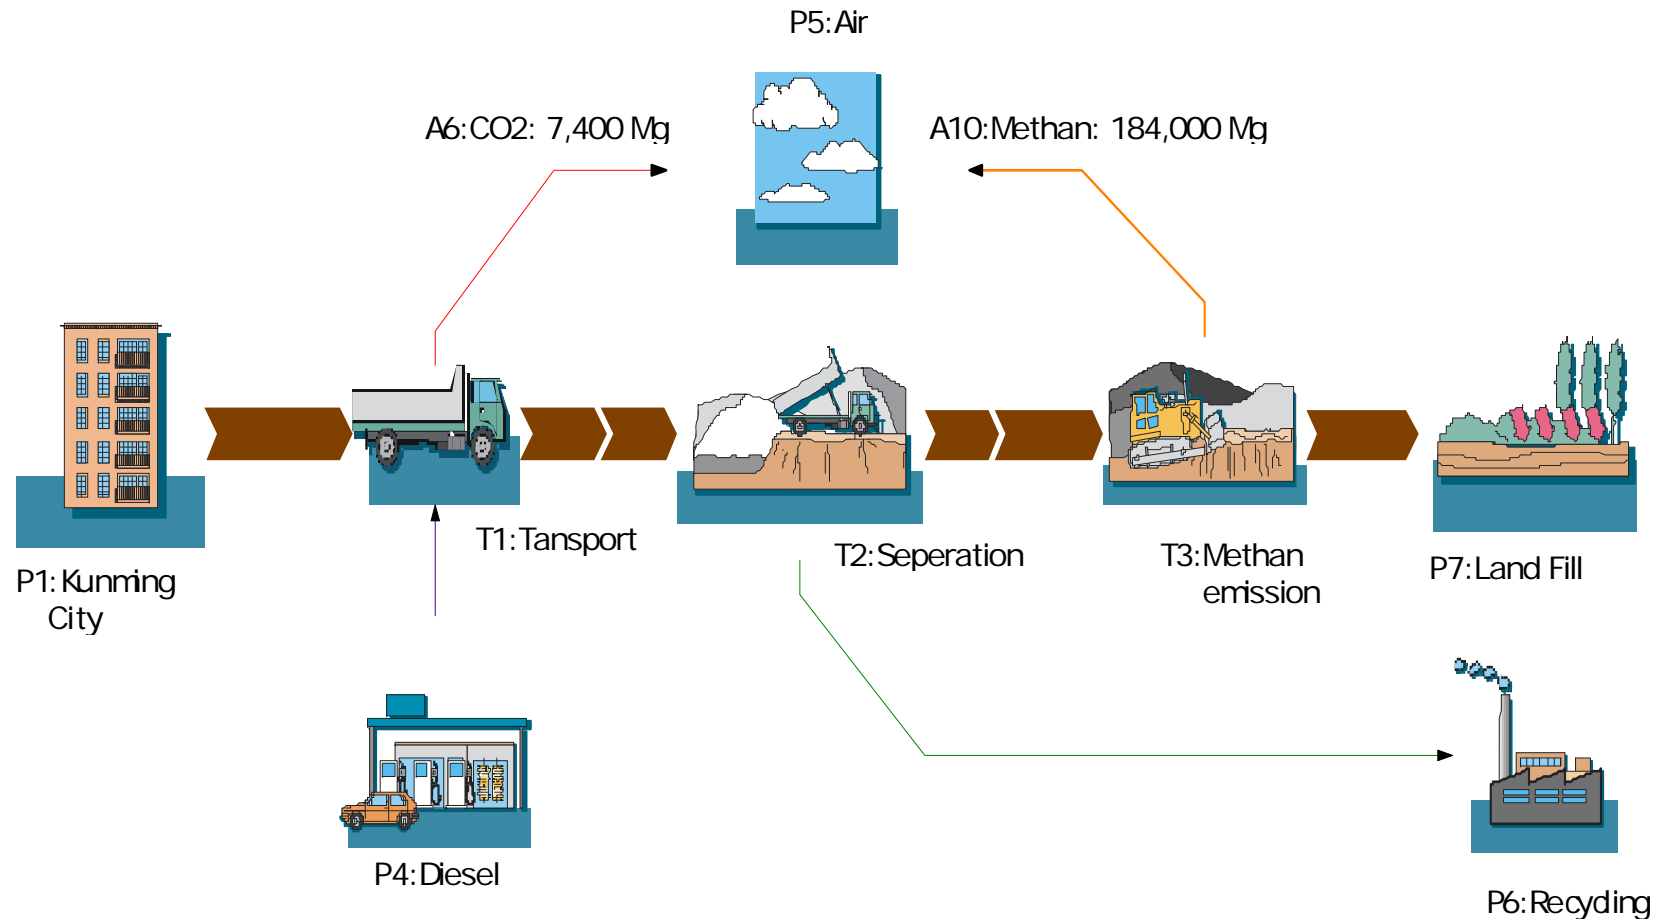 P5:Air
A6:CO2: 7,400 Mg
A10:Methan: 184,000 Mg
T1:Tansport
T2:Seperation
T3:Methan
emission
P7:Land Fill
P1:Kunming
City
P4:Diesel
P6:Recycling